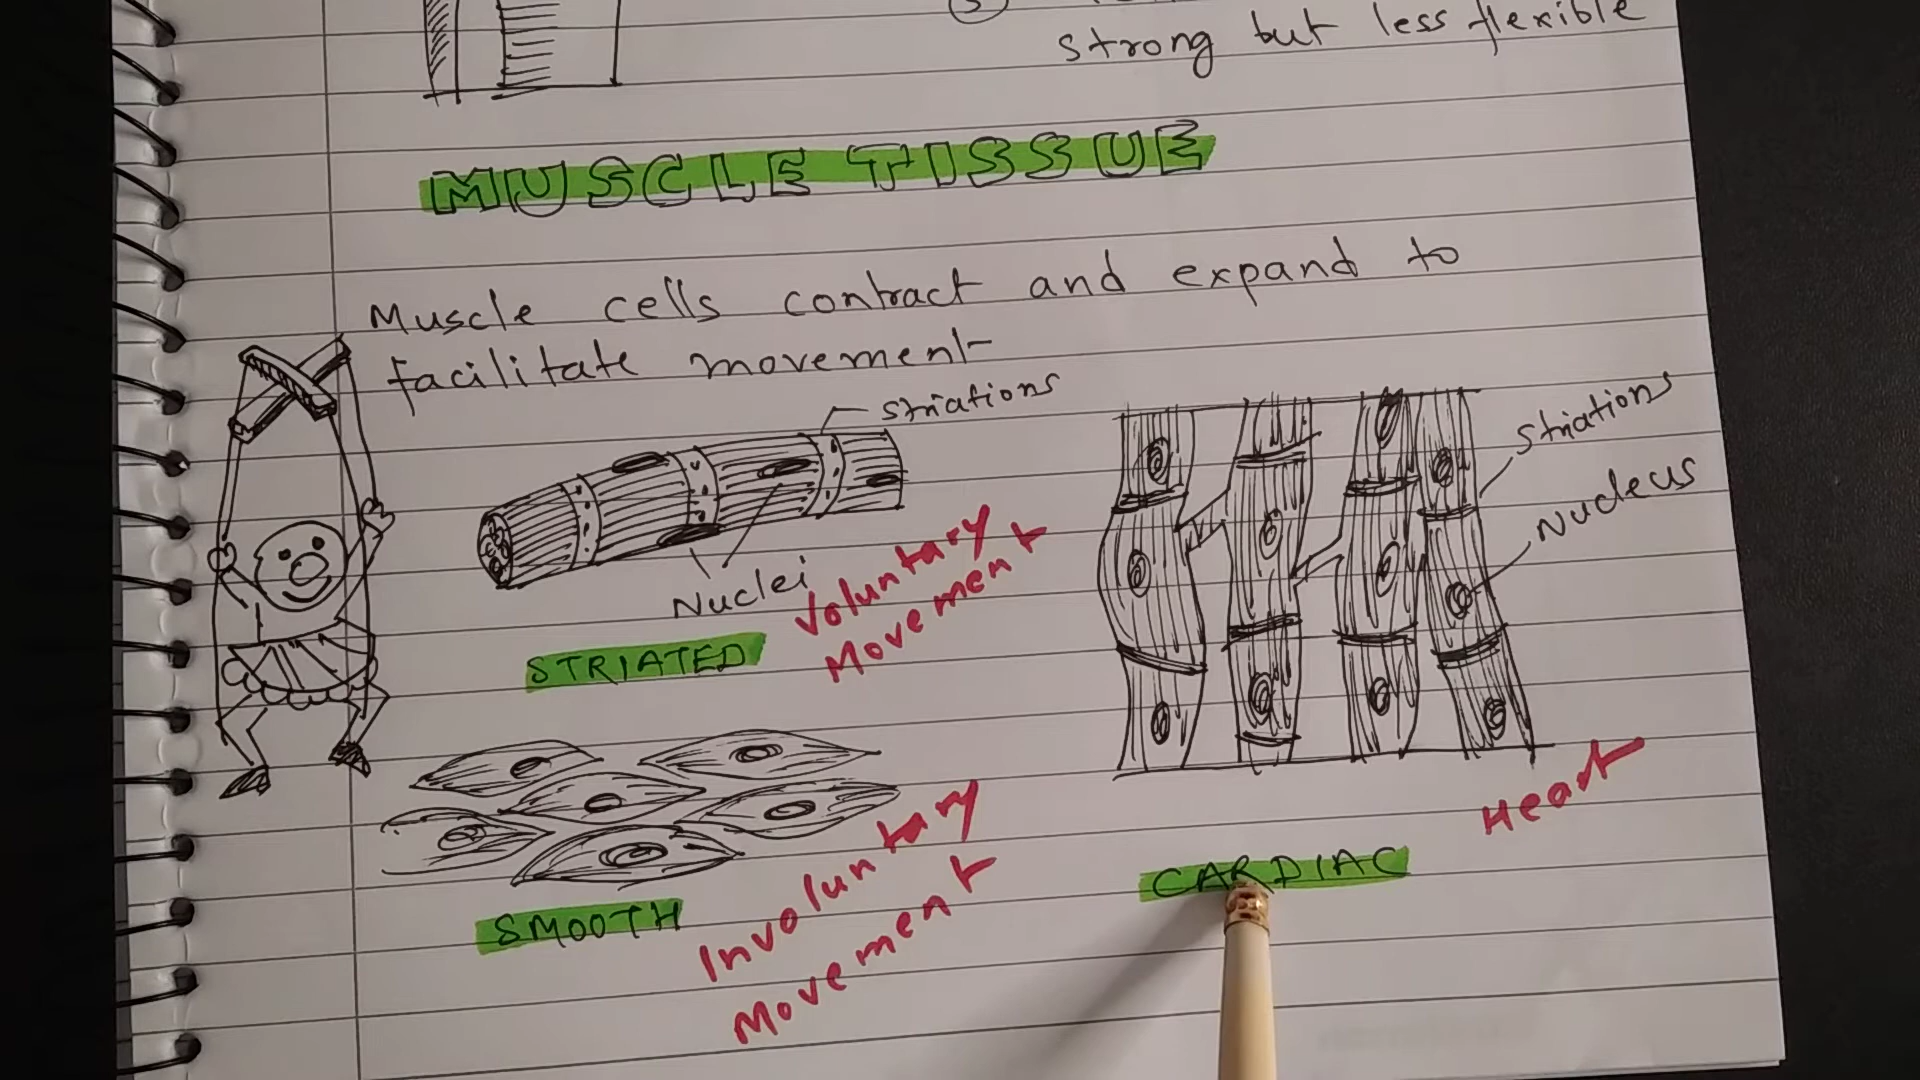 3
strong but less flexible
MUSCLE TISSUE
Muscle cells contract and expand to
facilitate movement
Striations
Nuclei
Voluntary
Movement
STRIATED
Striations
Nucleus
Heart
CARDIAC
Involuntary
Movement
SMOOTH